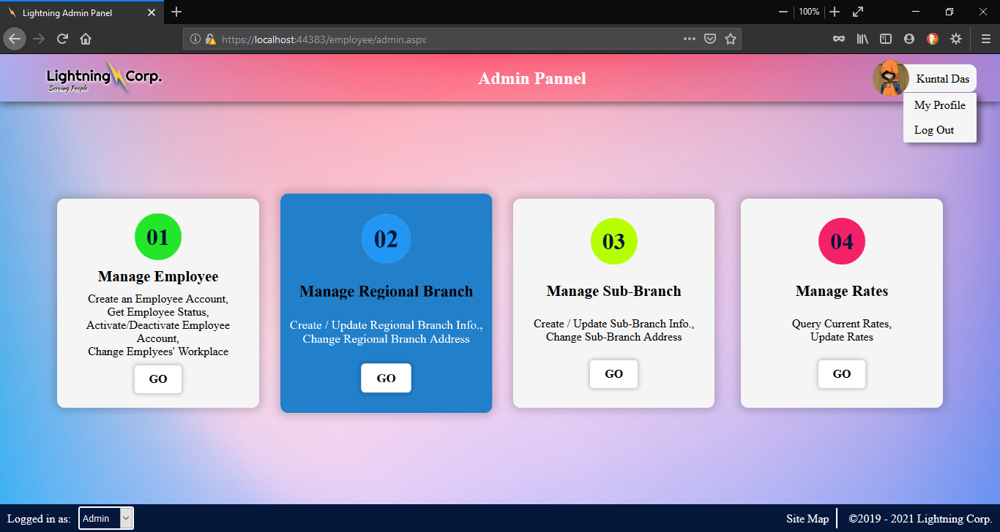 Lightning Admin Panel
100%
https://localhost:44383/employee/admin.aspx
Lightning Corp.
Serving People
Admin Pannel
Kuntal Das
My Profile
Log Out
01
Manage Employee
Create an Employee Account,
Get Employee Status,
Activate/Deactivate Employee
Account,
Change Emplyees' Workplace
GO
02
Manage Regional Branch
Create / Update Regional Branch Info.,
Change Regional Branch Address
GO
03
Manage Sub-Branch
Create / Update Sub-Branch Info.,
Change Sub-Branch Address
GO
04
Manage Rates
Query Current Rates,
Update Rates
GO
Logged in as: Admin
Site Map
©2019 - 2021 Lightning Corp.